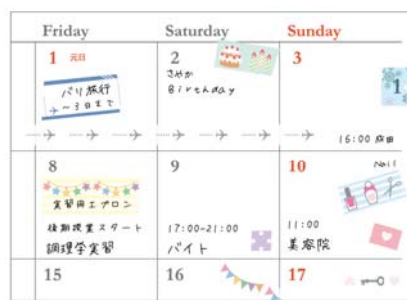 Friday
Saturday
Sunday
1 元日
2
3
さやか
Birthday
パリ旅行
〜3日まで
1
16:00 成田
8
9
10
Nail
実習用エプロン
後期授業スタート
調理学実習
17:00-21:00
バイト
11:00
美容院
15
16
17